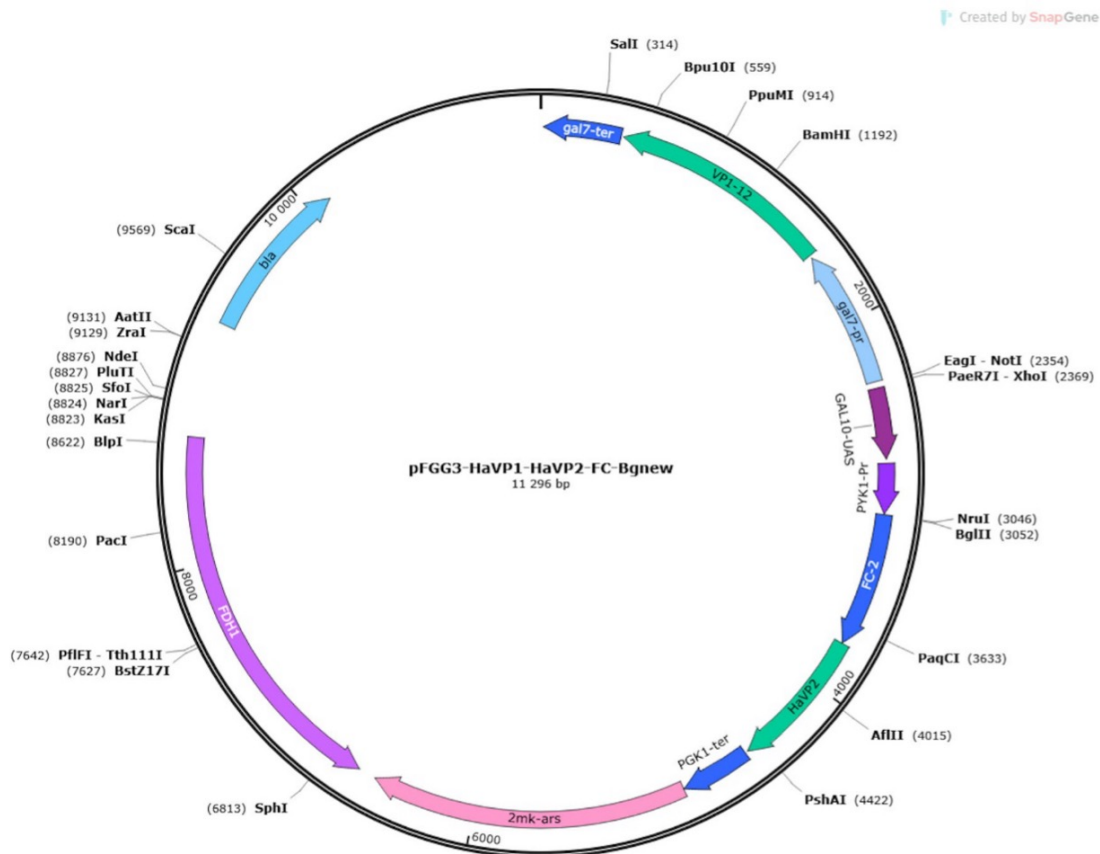 Created by SnapGene
SalI (314)
Bpu10I (559)
PpuMI (914)
BamHI (1192)
gal7-ter
VP1-12
gal7-pr
2000
EagI - NotI (2354)
PaeR7I - XhoI (2369)
GAL10-UAS
PYK1-Pr
NruI (3046)
BglII (3052)
FC-2
PaqCI (3633)
HaVP2
4000
AflII (4015)
PshAI (4422)
PGK1-ter
2mk-ars
6000
(6813) SphI
FDH1
(7627) BstZ17I
(7642) PflFI - Tth111I
8000
(8190) PacI
(8622) BlpI
(8823) KasI
(8824) NarI
(8825) SfoI
(8827) PluTI
(8876) NdeI
(9129) ZraI
(9131) AatII
(9569) ScaI
bla
10 000
pFGG3-HaVP1-HaVP2-FC-Bgnew
11 296 bp